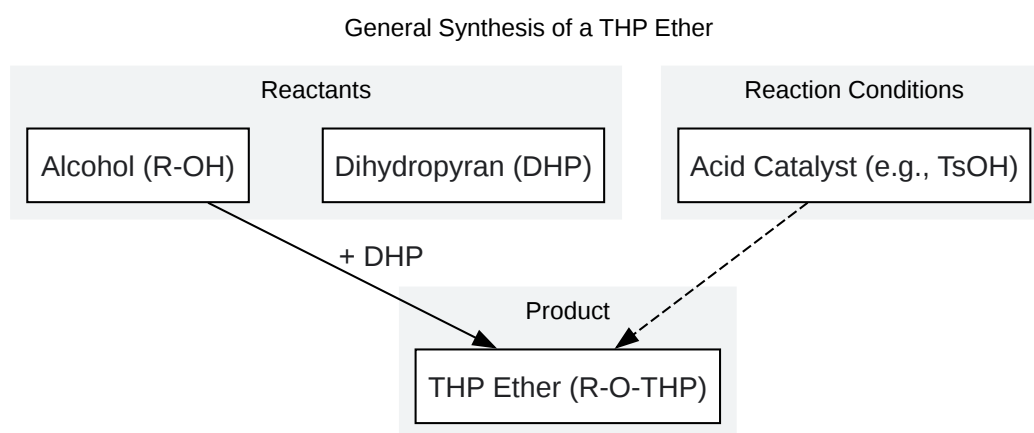 General Synthesis of a THP Ether
Reactants
Reaction Conditions
Alcohol (R-OH)
Dihydropyran (DHP)
Acid Catalyst (e.g., TsOH)
+ DHP
Product
THP Ether (R-O-THP)